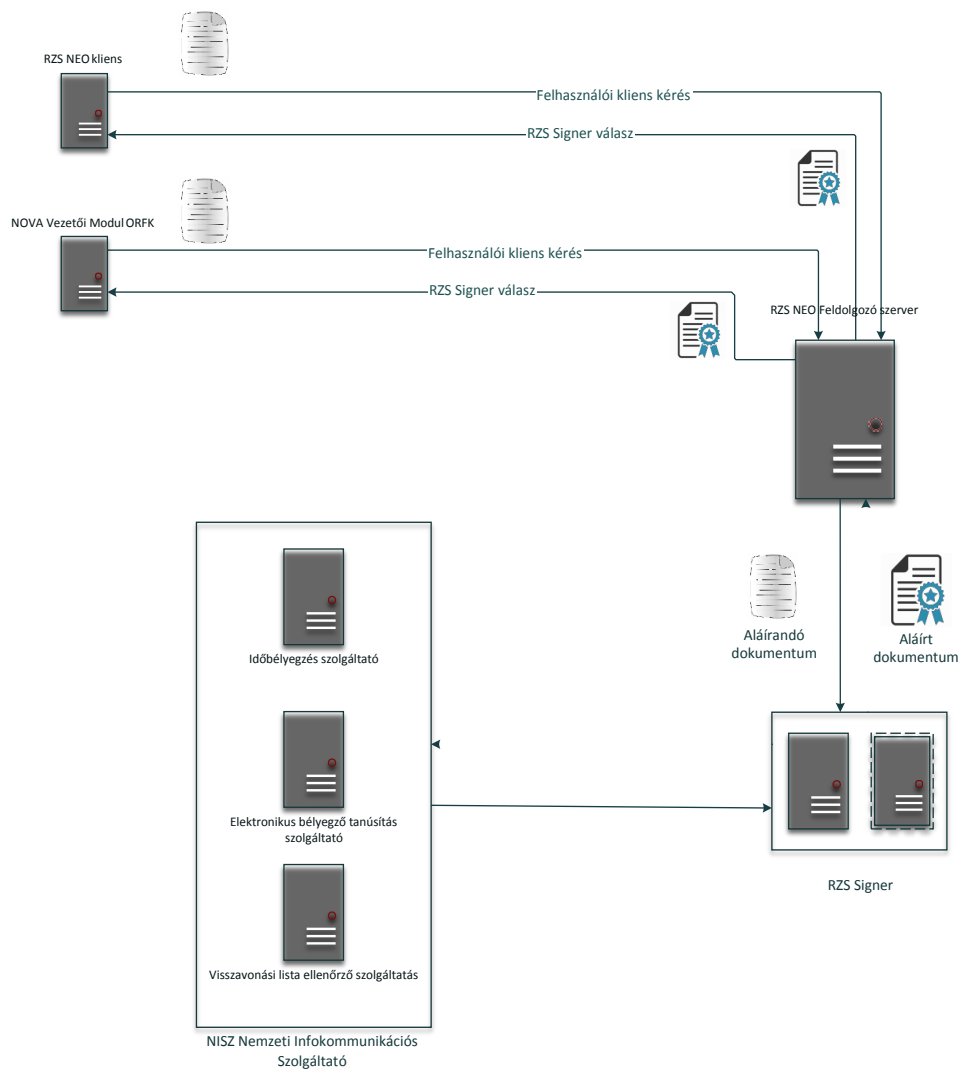 RZS NEO kliens
Felhasználói kliens kérés
RZS Signer válasz
NOVA Vezetői Modul ORFK
Felhasználói kliens kérés
RZS Signer válasz
RZS NEO Feldolgozó szerver
Aláírandó
dokumentum
Aláírt
dokumentum
Időbélyegzés szolgáltató
Elektronikus bélyegző tanúsítás
szolgáltató
RZS Signer
Visszavonási lista ellenőrző szolgáltatás
NISZ Nemzeti Infokommunikációs
Szolgáltató